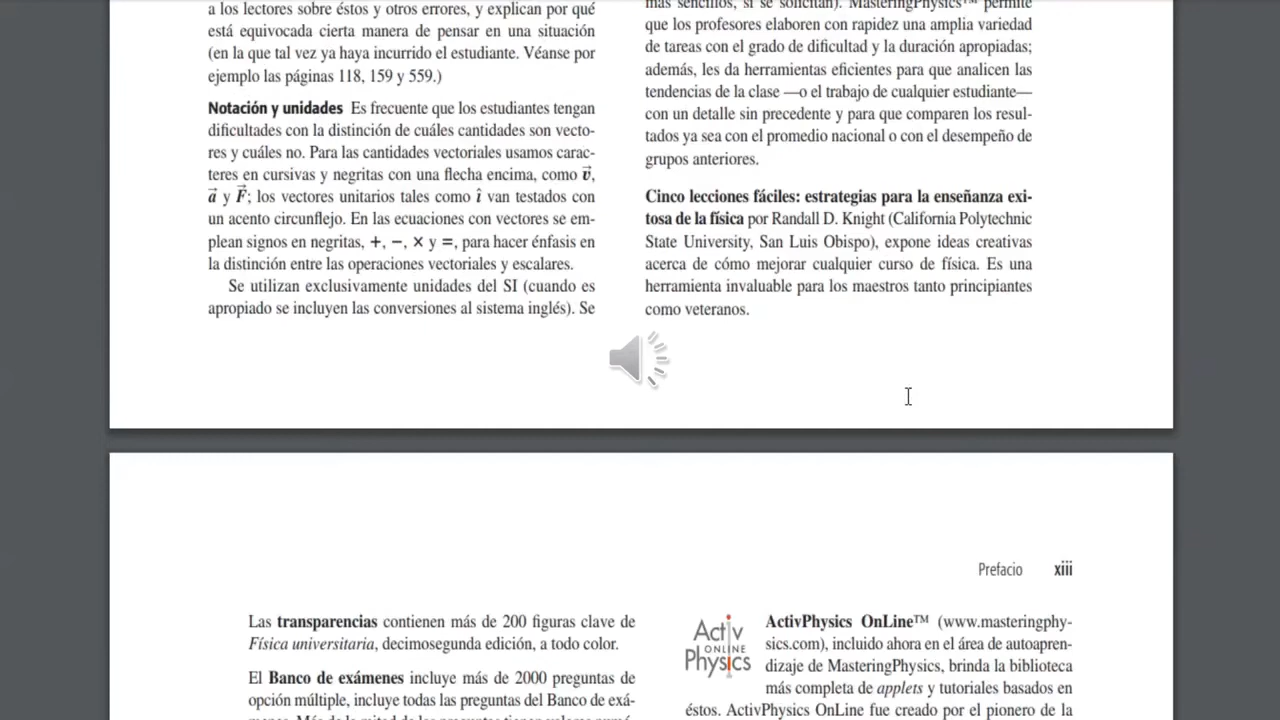 a los lectores sobre éstos y otros errores, y explican por qué
está equivocada cierta manera de pensar en una situación
(en la que tal vez ya haya incurrido el estudiante. Véanse por
ejemplo las páginas 118, 159 y 559.)
Notación y unidades Es frecuente que los estudiantes tengan
dificultades con la distinción de cuáles cantidades son vecto-
res y cuáles no. Para las cantidades vectoriales usamos carac-
teres en cursivas y negritas con una flecha encima, como v⃗,
a⃗ y F⃗; los vectores unitarios tales como î van testados con
un acento circunflejo. En las ecuaciones con vectores se em-
plean signos en negritas, +, −, × y =, para hacer énfasis en
la distinción entre las operaciones vectoriales y escalares.
Se utilizan exclusivamente unidades del SI (cuando es
apropiado se incluyen las conversiones al sistema inglés). Se
más sencillos, si se solicitan). MasteringPhysics™ permite
que los profesores elaboren con rapidez una amplia variedad
de tareas con el grado de dificultad y la duración apropiadas;
además, les da herramientas eficientes para que analicen las
tendencias de la clase —o el trabajo de cualquier estudiante—
con un detalle sin precedente y para que comparen los resul-
tados ya sea con el promedio nacional o con el desempeño de
grupos anteriores.
Cinco lecciones fáciles: estrategias para la enseñanza exi-
tosa de la física por Randall D. Knight (California Polytechnic
State University, San Luis Obispo), expone ideas creativas
acerca de cómo mejorar cualquier curso de física. Es una
herramienta invaluable para los maestros tanto principiantes
como veteranos.
Prefacio xiii
Las transparencias contienen más de 200 figuras clave de
Física universitaria, decimosegunda edición, a todo color.
El Banco de exámenes incluye más de 2000 preguntas de
opción múltiple, incluye todas las preguntas del Banco de exá-
Activ
ONLINE
Physics
ActivPhysics OnLine™ (www.masteringphy-
sics.com), incluido ahora en el área de autoapren-
dizaje de MasteringPhysics, brinda la biblioteca
más completa de applets y tutoriales basados en
éstos. ActivPhysics OnLine fue creado por el pionero de la